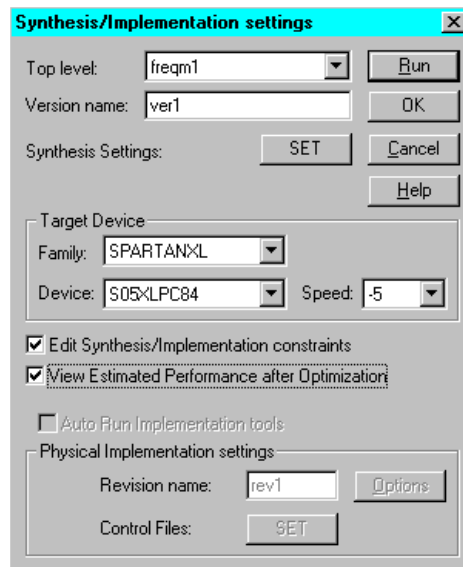 Synthesis/Implementation settings
Top level: freqm1 Run
Version name: ver1 OK
Synthesis Settings: SET Cancel
Help
Target Device
Family: SPARTANXL
Device: S05XLPC84 Speed: -5
Edit Synthesis/Implementation constraints
View Estimated Performance after Optimization
Auto Run Implementation tools
Physical Implementation settings
Revision name: rev1 Options
Control Files: SET